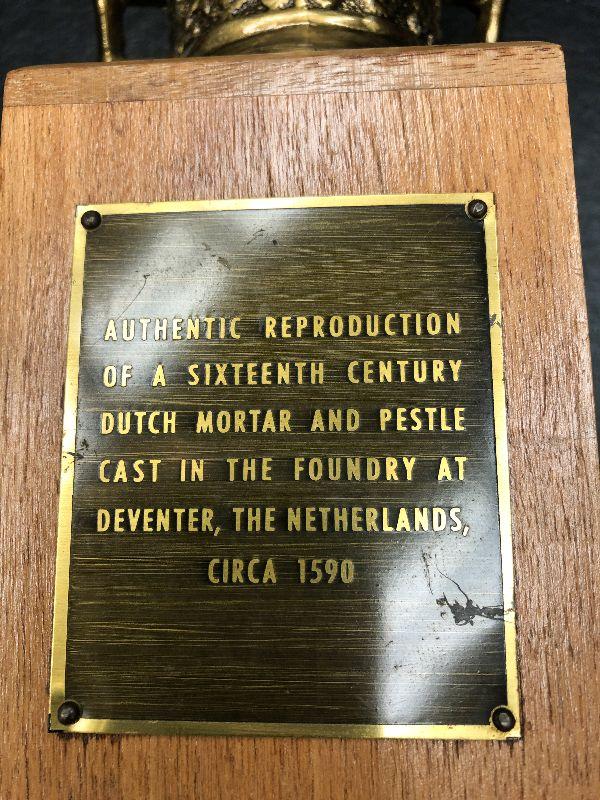 AUTHENTIC REPRODUCTION
OF A SIXTEENTH CENTURY
DUTCH MORTAR AND PESTLE
CAST IN THE FOUNDRY AT
DEVENTER, THE NETHERLANDS,
CIRCA 1590